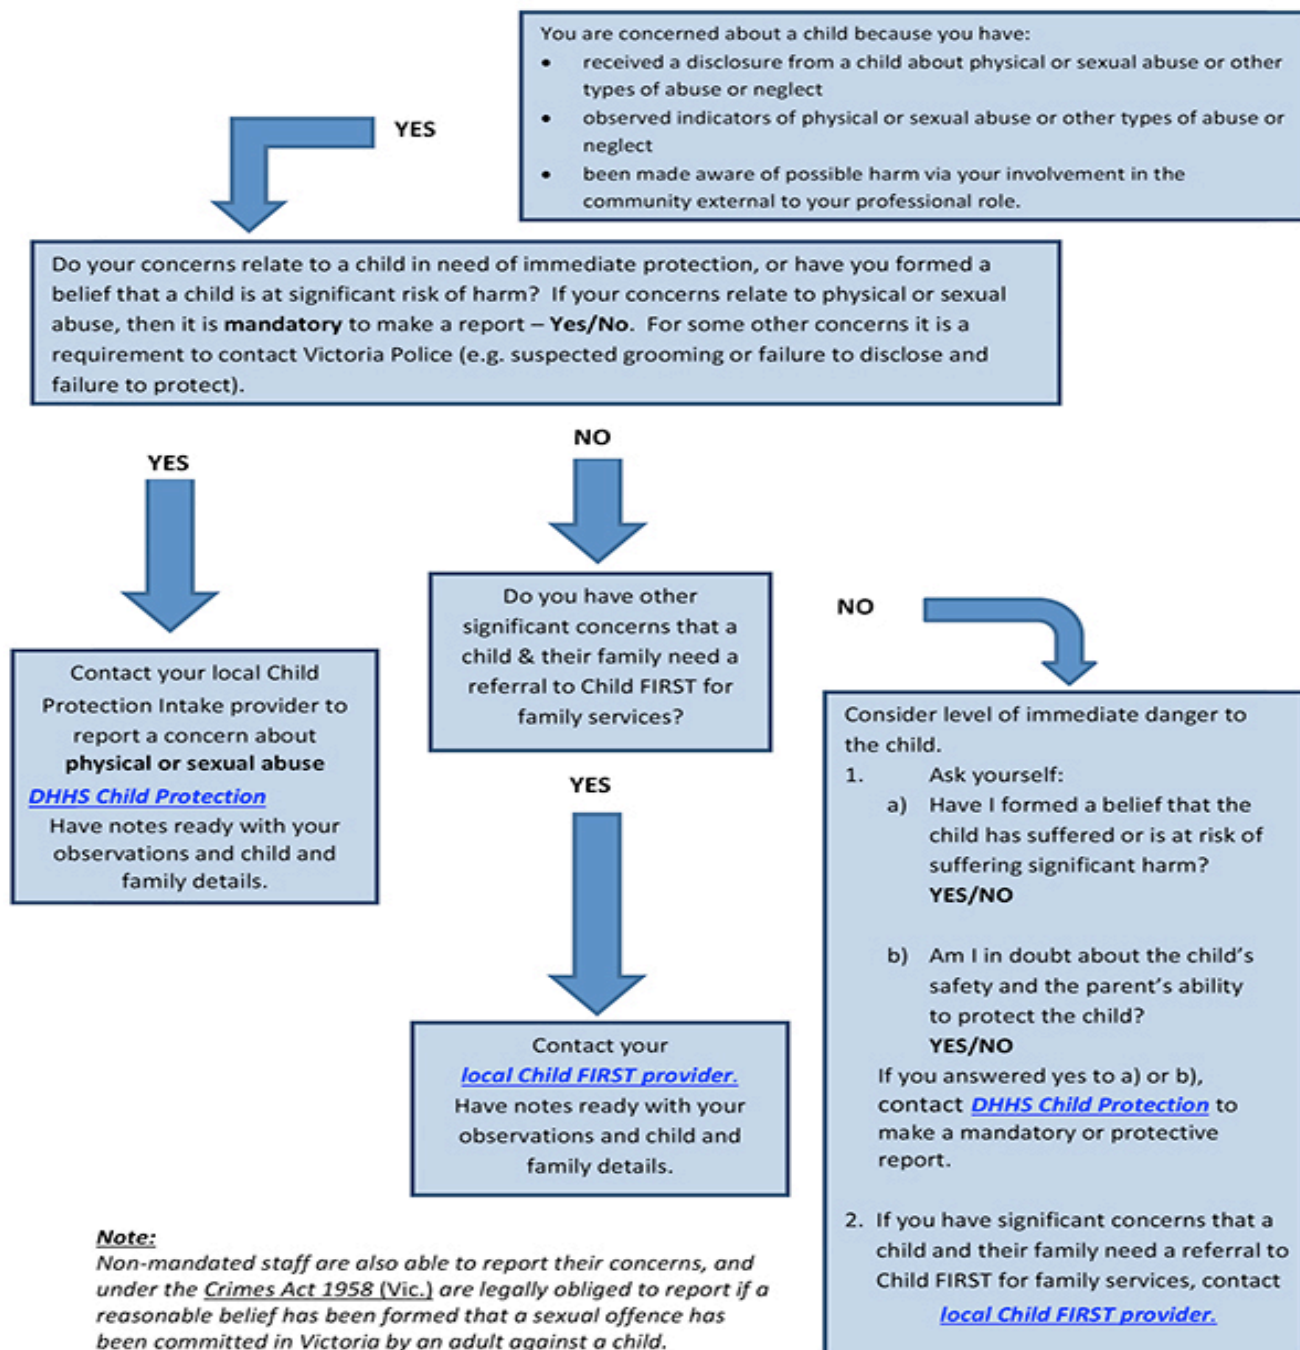 You are concerned about a child because you have:
• received a disclosure from a child about physical or sexual abuse or other
types of abuse or neglect
• observed indicators of physical or sexual abuse or other types of abuse or
neglect
• been made aware of possible harm via your involvement in the
community external to your professional role.
YES
Do your concerns relate to a child in need of immediate protection, or have you formed a
belief that a child is at significant risk of harm? If your concerns relate to physical or sexual
abuse, then it is mandatory to make a report – Yes/No. For some other concerns it is a
requirement to contact Victoria Police (e.g. suspected grooming or failure to disclose and
failure to protect).
YES
NO
Contact your local Child
Protection Intake provider to
report a concern about
physical or sexual abuse
DHHS Child Protection
Have notes ready with your
observations and child and
family details.
Do you have other
significant concerns that a
child & their family need a
referral to Child FIRST for
family services?
NO
YES
Contact your
local Child FIRST provider.
Have notes ready with your
observations and child and
family details.
Consider level of immediate danger to
the child.
1. Ask yourself:
a) Have I formed a belief that the
child has suffered or is at risk of
suffering significant harm?
YES/NO
b) Am I in doubt about the child's
safety and the parent's ability
to protect the child?
YES/NO
If you answered yes to a) or b),
contact DHHS Child Protection to
make a mandatory or protective
report.
2. If you have significant concerns that a
child and their family need a referral to
Child FIRST for family services, contact
local Child FIRST provider.
Note:
Non-mandated staff are also able to report their concerns, and
under the Crimes Act 1958 (Vic.) are legally obliged to report if a
reasonable belief has been formed that a sexual offence has
been committed in Victoria by an adult against a child.